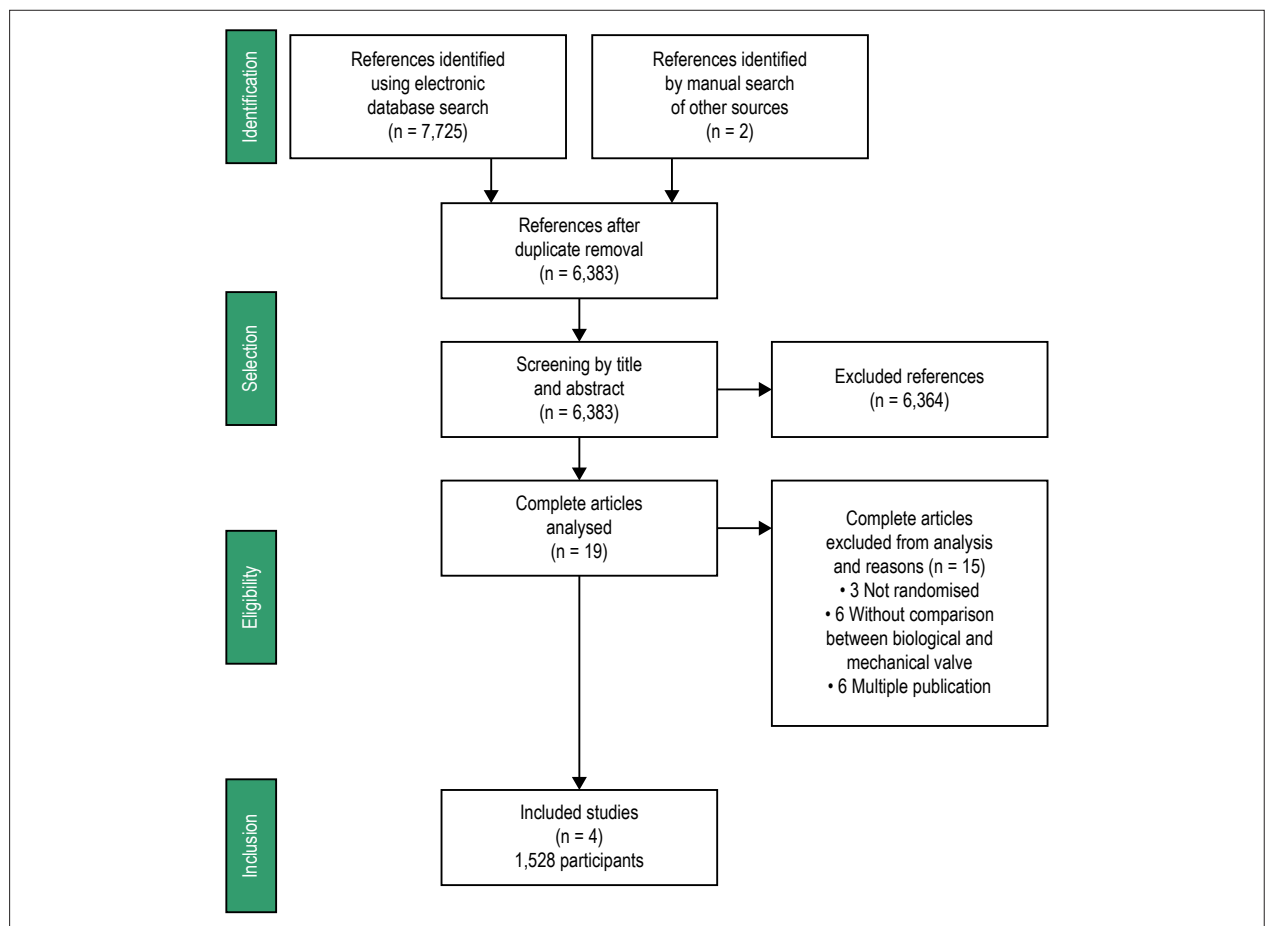 Identification
References identified
using electronic
database search
(n = 7,725)
References identified
by manual search
of other sources
(n = 2)
References after
duplicate removal
(n = 6,383)
Selection
Screening by title
and abstract
(n = 6,383)
Excluded references
(n = 6,364)
Eligibility
Complete articles
analysed
(n = 19)
Complete articles
excluded from analysis
and reasons (n = 15)
• 3 Not randomised
• 6 Without comparison
between biological and
mechanical valve
• 6 Multiple publication
Inclusion
Included studies
(n = 4)
1,528 participants